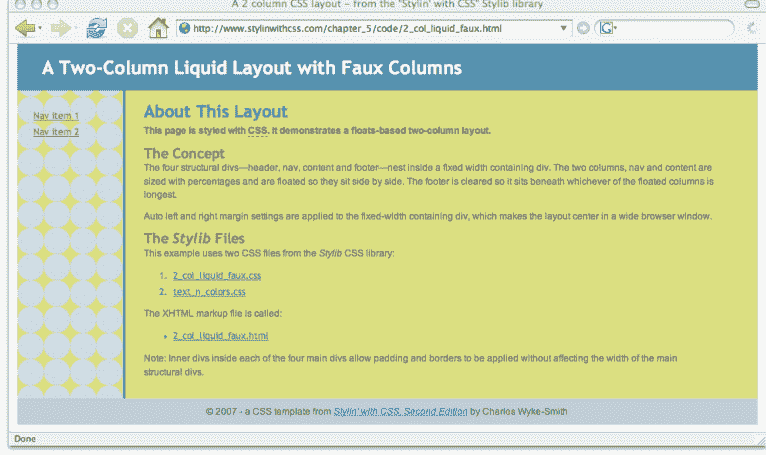 A 2 column CSS layout – from the "Stylin' with CSS" Stylib library
http://www.stylinwithcss.com/chapter_5/code/2_col_liquid_faux.html
G
A Two-Column Liquid Layout with Faux Columns
Nav item 1
Nav item 2
About This Layout
This page is styled with CSS. It demonstrates a floats-based two-column layout.
The Concept
The four structural divs—header, nav, content and footer—nest inside a fixed width containing div. The two columns, nav and content are
sized with percentages and are floated so they sit side by side. The footer is cleared so it sits beneath whichever of the floated columns is
longest.
Auto left and right margin settings are applied to the fixed-width containing div, which makes the layout center in a wide browser window.
The Stylib Files
This example uses two CSS files from the Stylib CSS library:
1. 2_col_liquid_faux.css
2. text_n_colors.css
The XHTML markup file is called:
• 2_col_liquid_faux.html
Note: Inner divs inside each of the four main divs allow padding and borders to be applied without affecting the width of the main
structural divs.
© 2007 - a CSS template from Stylin' with CSS, Second Edition by Charles Wyke-Smith
Done